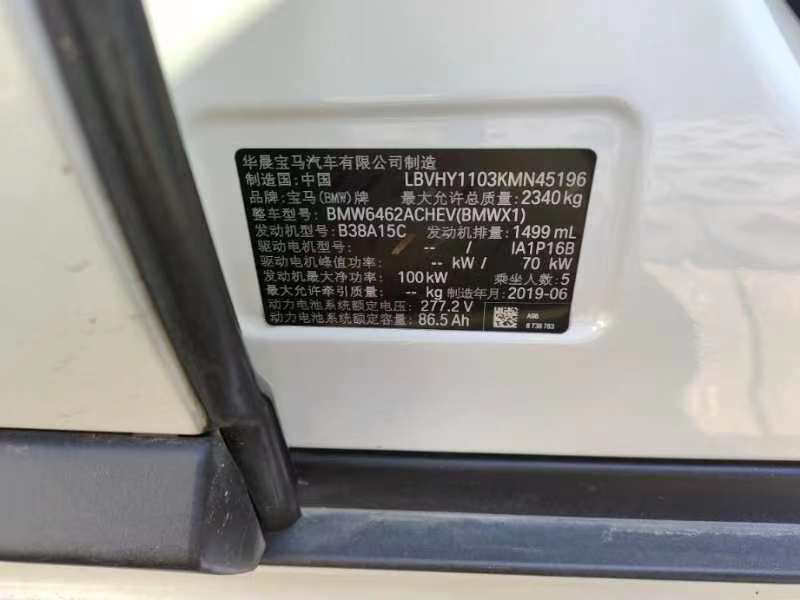 华晨宝马汽车有限公司制造
制造国:中国 LBVHY1103KMN45196
品牌:宝马(BMW)牌 最大允许总质量:2340kg
整车型号: BMW6462ACHEV(BMWX1)
发动机型号:B38A15C 发动机排量:1499 mL
驱动电机型号: -- / IA1P16B
驱动电机峰值功率: -- kW / 70 kW
发动机最大净功率: 100kW 乘坐人数:5
最大允许牵引质量: -- kg 制造年月:2019-06
动力电池系统额定电压: 277.2 V
动力电池系统额定容量: 86.5 Ah
A96
8 738 783